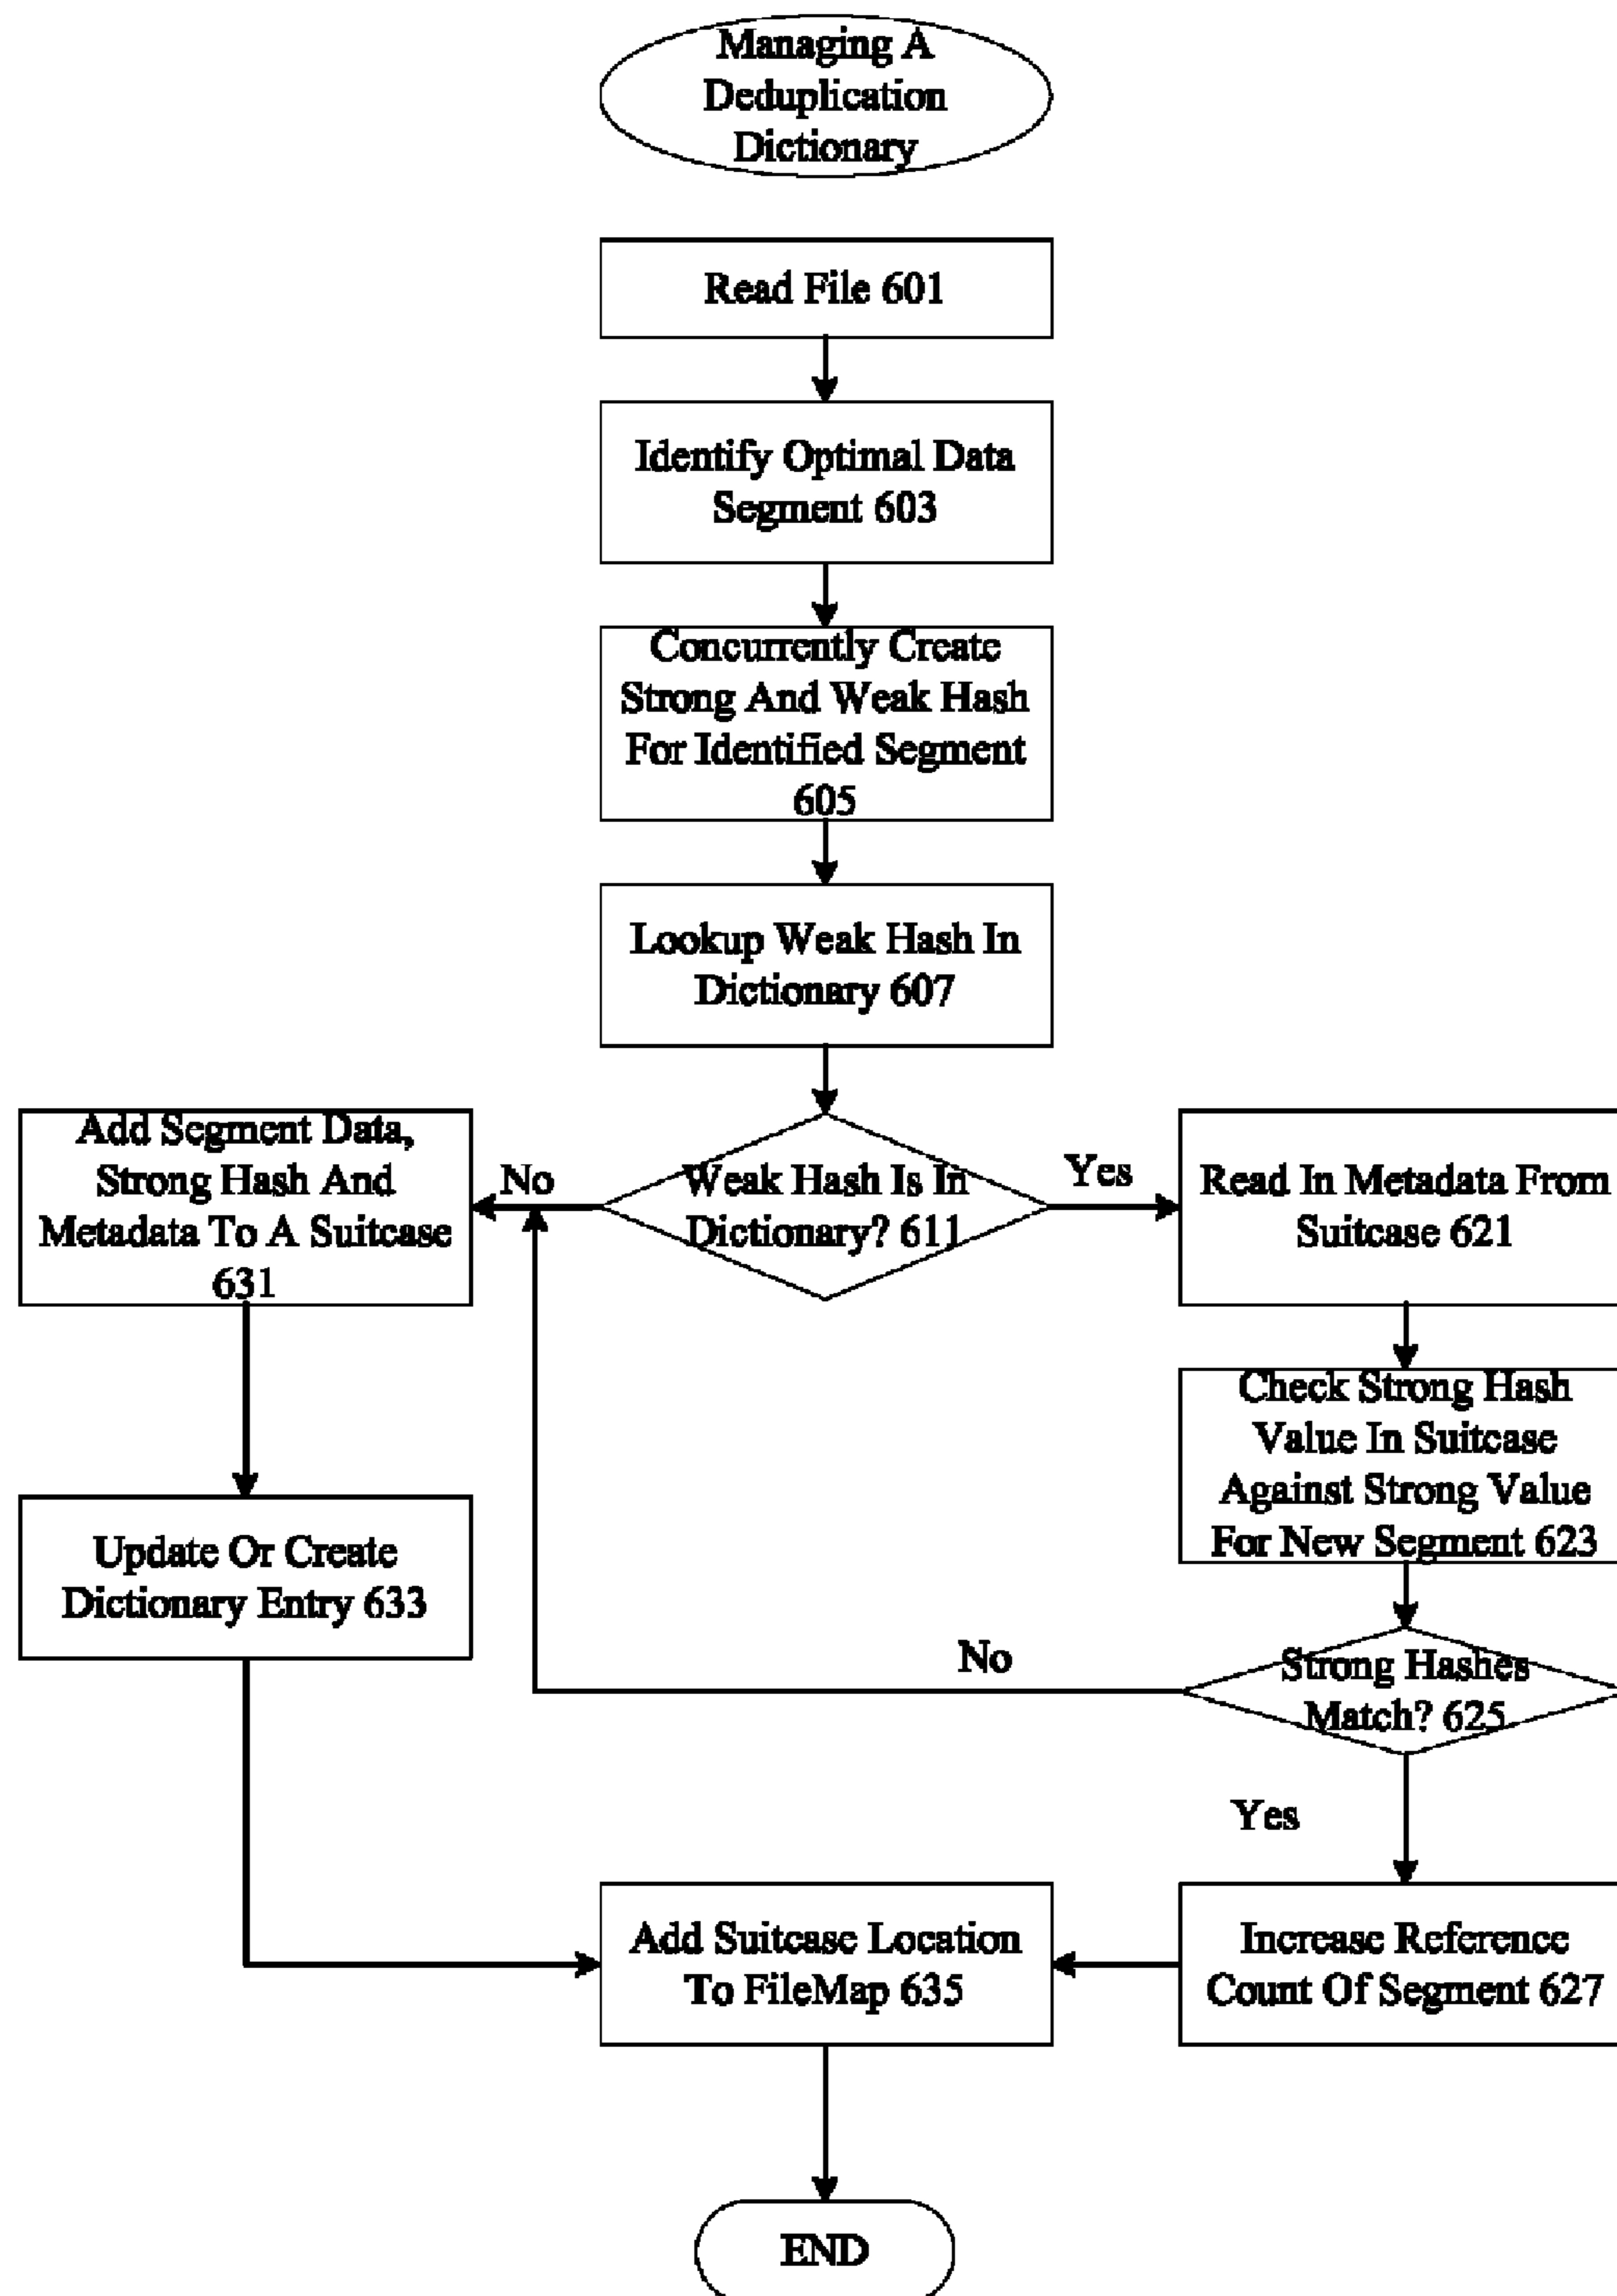 Managing A
Deduplication
Dictionary
Read File 601
Identify Optimal Data
Segment 603
Concurrently Create
Strong And Weak Hash
For Identified Segment
605
Lookup Weak Hash In
Dictionary 607
Add Segment Data,
Strong Hash And
Metadata To A Suitcase
631
No
Weak Hash Is In
Dictionary? 611
Yes
Read In Metadata From
Suitcase 621
Check Strong Hash
Value In Suitcase
Against Strong Value
For New Segment 623
Update Or Create
Dictionary Entry 633
No
Strong Hashes
Match? 625
Yes
Add Suitcase Location
To FileMap 635
Increase Reference
Count Of Segment 627
END